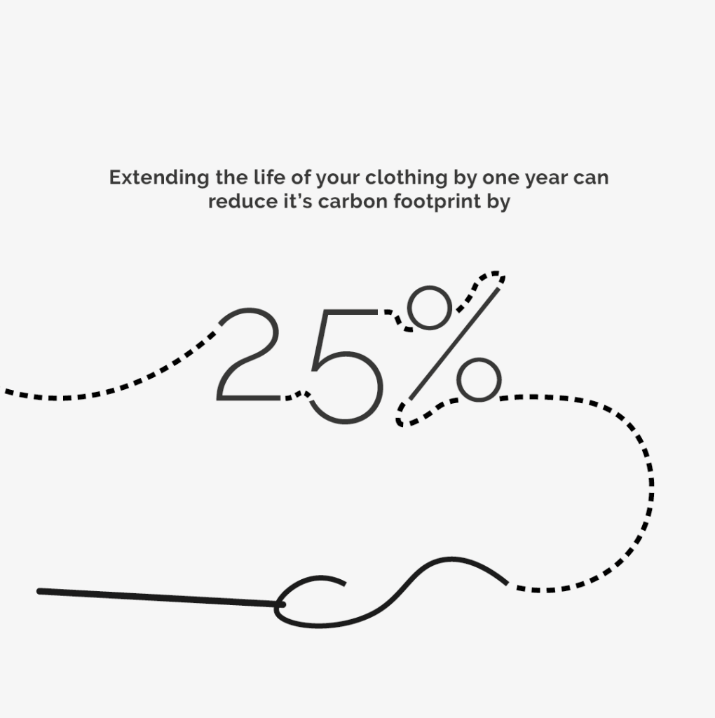 Extending the life of your clothing by one year can
reduce it's carbon footprint by
25%